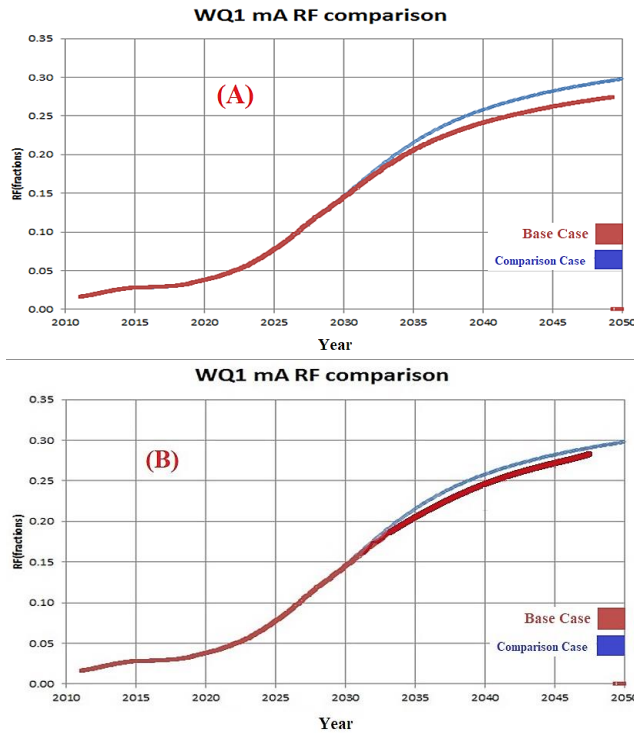 WQ1 mA RF comparison
0.35
0.30
0.25
0.20
0.15
0.10
0.05
0.00
RF(fractions)
(A)
Base Case
Comparison Case
2010 2015 2020 2025 2030 2035 2040 2045 2050
Year
WQ1 mA RF comparison
0.35
0.30
0.25
0.20
0.15
0.10
0.05
0.00
RF(fractions)
(B)
Base Case
Comparison Case
2010 2015 2020 2025 2030 2035 2040 2045 2050
Year